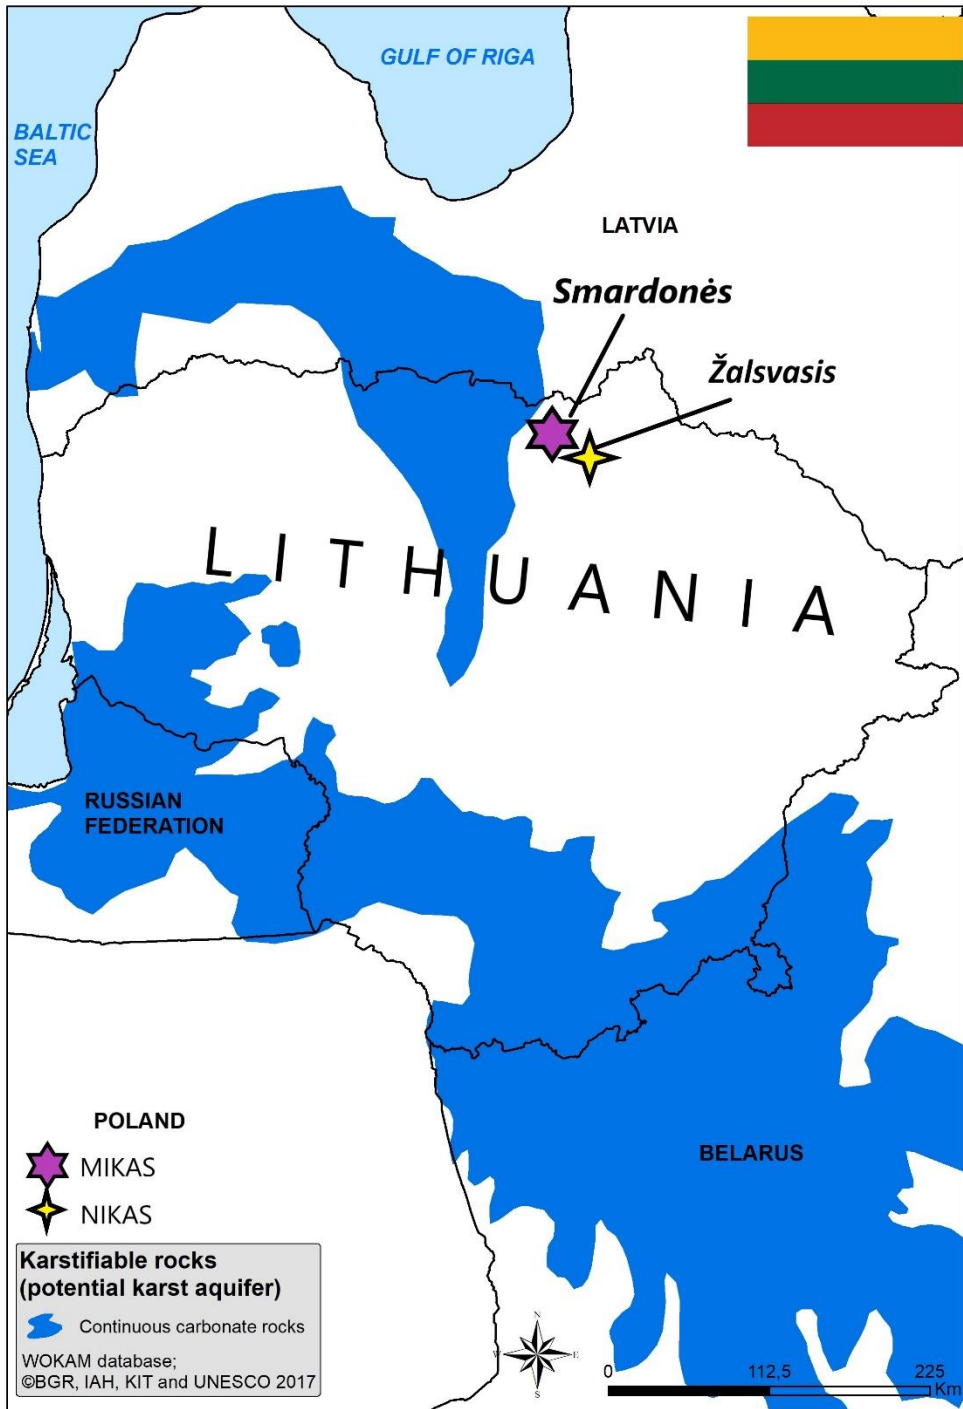 GULF OF RIGA
BALTIC
SEA
LATVIA
Smardonės
Žalsvasis
LITHUANIA
RUSSIAN
FEDERATION
POLAND
BELARUS
MIKAS
NIKAS
Karstifiable rocks
(potential karst aquifer)
Continuous carbonate rocks
WOKAM database;
©BGR, IAH, KIT and UNESCO 2017
N
W E
S
0 112,5 225
Km